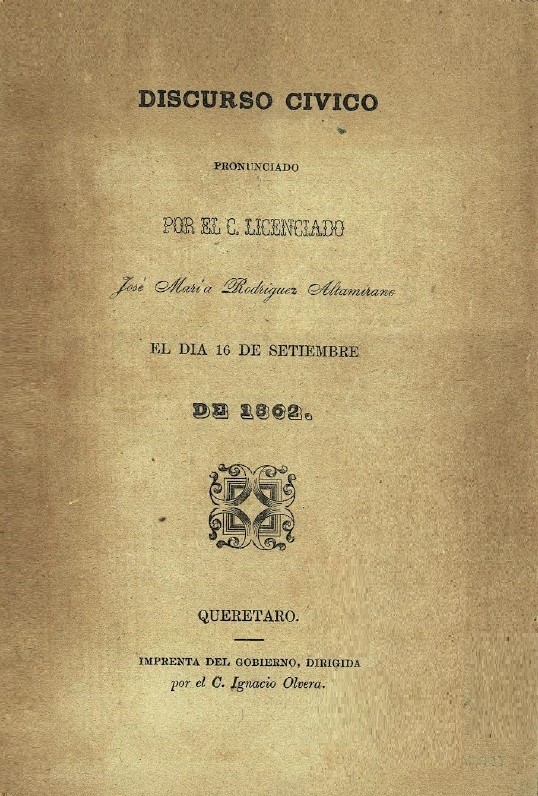 DISCURSO CIVICO
PRONUNCIADO
POR EL C. LICENCIADO
José María Rodriguez Altamirano
EL DIA 16 DE SETIEMBRE
DE 1862.
QUERETARO.
IMPRENTA DEL GOBIERNO, DIRIGIDA
por el C. Ignacio Olvera.